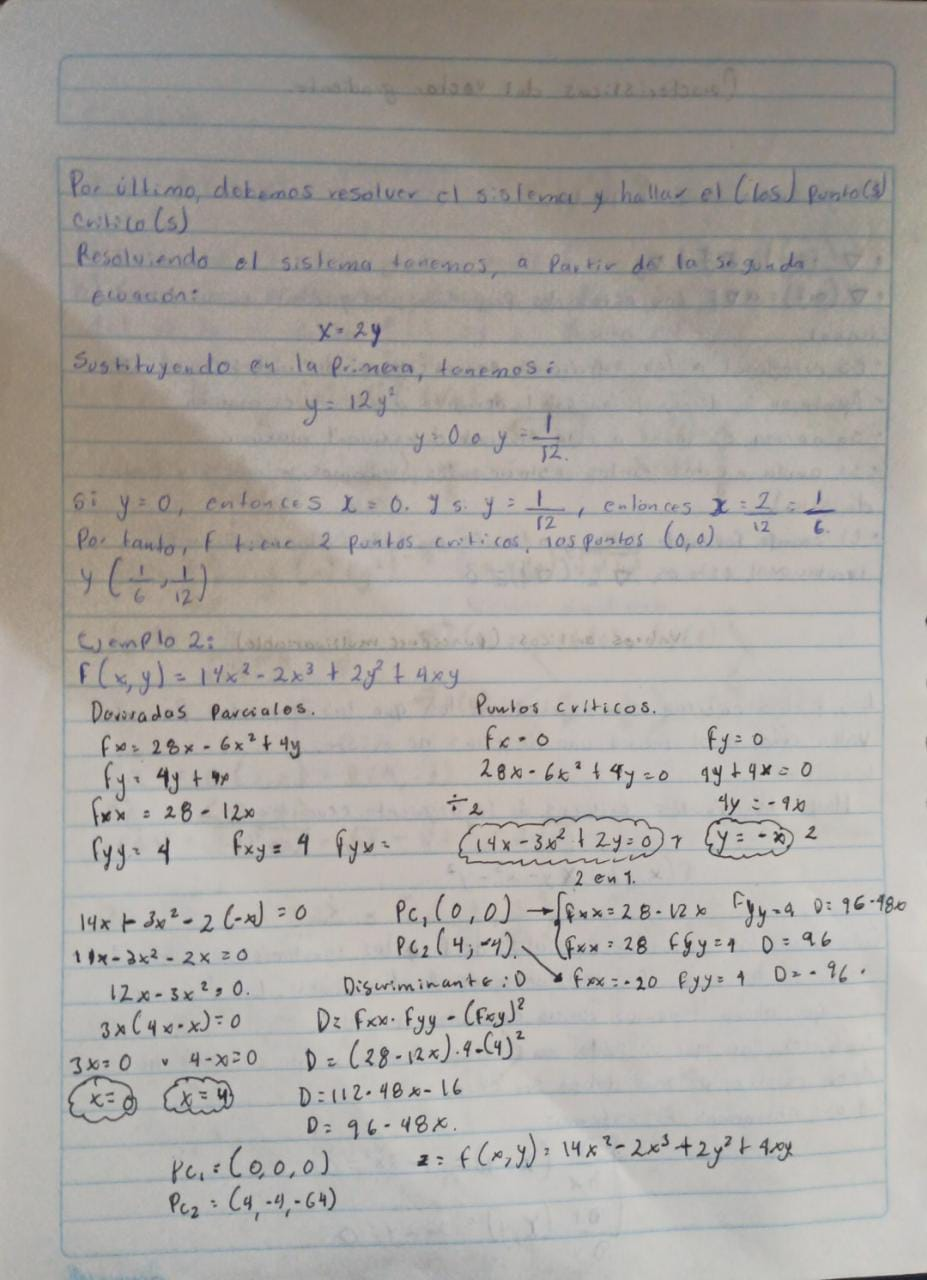 Por último, debemos resolver el sistema y hallar el (los) punto(s)
crítico(s)
Resolviendo el sistema tenemos, a Partir de la segunda
ecuación:
x = 2y
Sustituyendo en la Primera, tenemos:
y = 12y²
y=0 o y = 1/12.
Si y=0, entonces x=0. Y si y = 1/12, entonces x = 2/12 = 1/6.
Por tanto, F tiene 2 puntos críticos, los puntos (0,0)
y (1/6, 1/12)
Ejemplo 2:
F(x,y) = 14x² - 2x³ + 2y² + 4xy
Derivadas Parciales. Puntos críticos.
fx = 28x - 6x² + 4y fx = 0 fy = 0
fy = 4y + 4x 28x - 6x² + 4y = 0 4y + 4x = 0
fxx = 28 - 12x ÷2 4y = -4x
fyy = 4 fxy = 4 fyx = 14x - 3x² + 2y = 0 1 y = -x 2
2 en 1.
14x - 3x² - 2(-x) = 0 PC₁(0,0) → fxx = 28-12x Fyy=4 D=96-48x
14x - 3x² - 2x = 0 PC₂(4,-4). fxx = 28 fyy=4 D=96
12x - 3x² = 0. Discriminante: D fxx=-20 fyy=4 D=-96.
3x(4x-x)=0 D= fxx · fyy - (fxy)²
3x=0 v 4-x=0 D = (28-12x).4-(4)²
x=0 x=4 D=112-48x-16
D= 96-48x.
PC₁ = (0,0,0) z = f(x,y) = 14x² - 2x³ + 2y² + 4xy
PC₂ = (4,-4,-64)